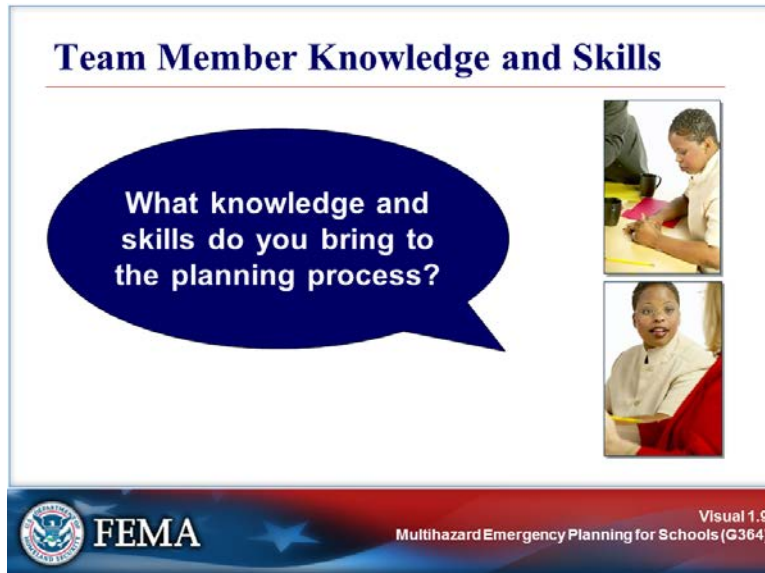 Team Member Knowledge and Skills
What knowledge and
skills do you bring to
the planning process?
FEMA
Visual 1.9
Multihazard Emergency Planning for Schools (G364)